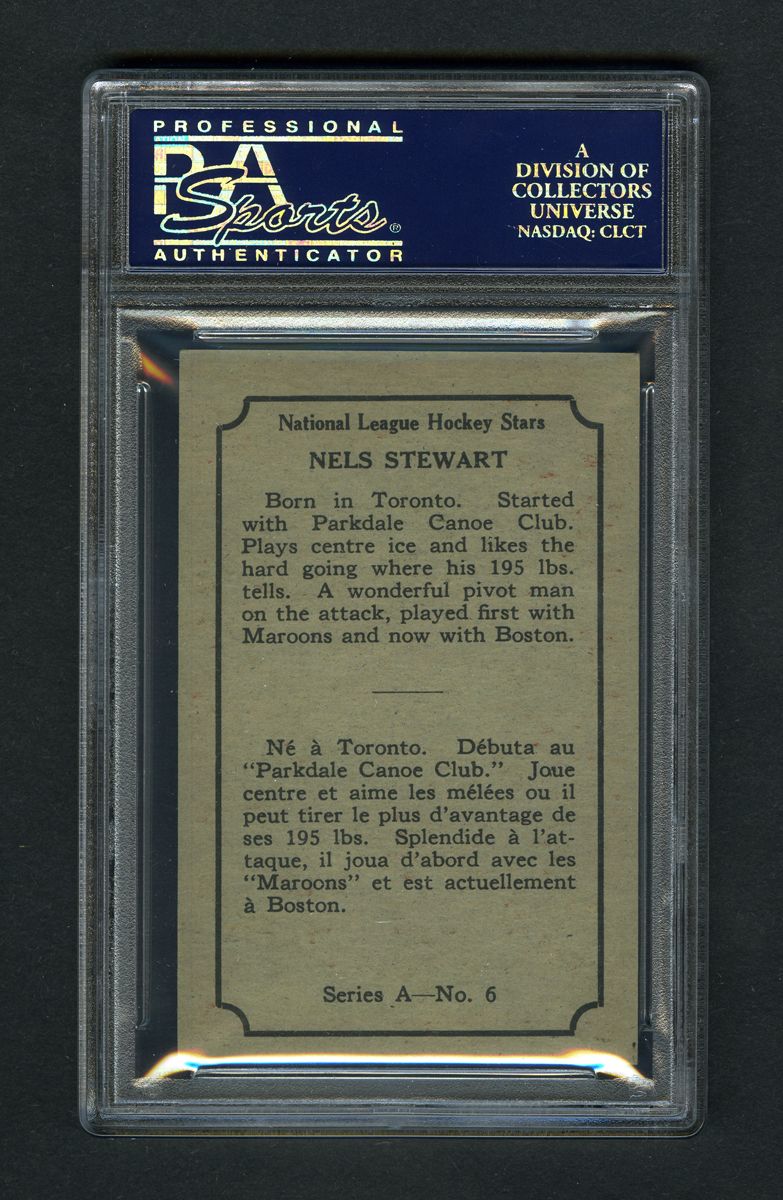 PROFESSIONAL
PSA
Sports®
AUTHENTICATOR
A
DIVISION OF
COLLECTORS
UNIVERSE
NASDAQ: CLCT
National League Hockey Stars
NELS STEWART
Born in Toronto. Started
with Parkdale Canoe Club.
Plays centre ice and likes the
hard going where his 195 lbs.
tells. A wonderful pivot man
on the attack, played first with
Maroons and now with Boston.
Né à Toronto. Débuta au
"Parkdale Canoe Club." Joue
centre et aime les mélées ou il
peut tirer le plus d'avantage de
ses 195 lbs. Splendide à l'at-
taque, il joua d'abord avec les
"Maroons" et est actuellement
à Boston.
Series A—No. 6